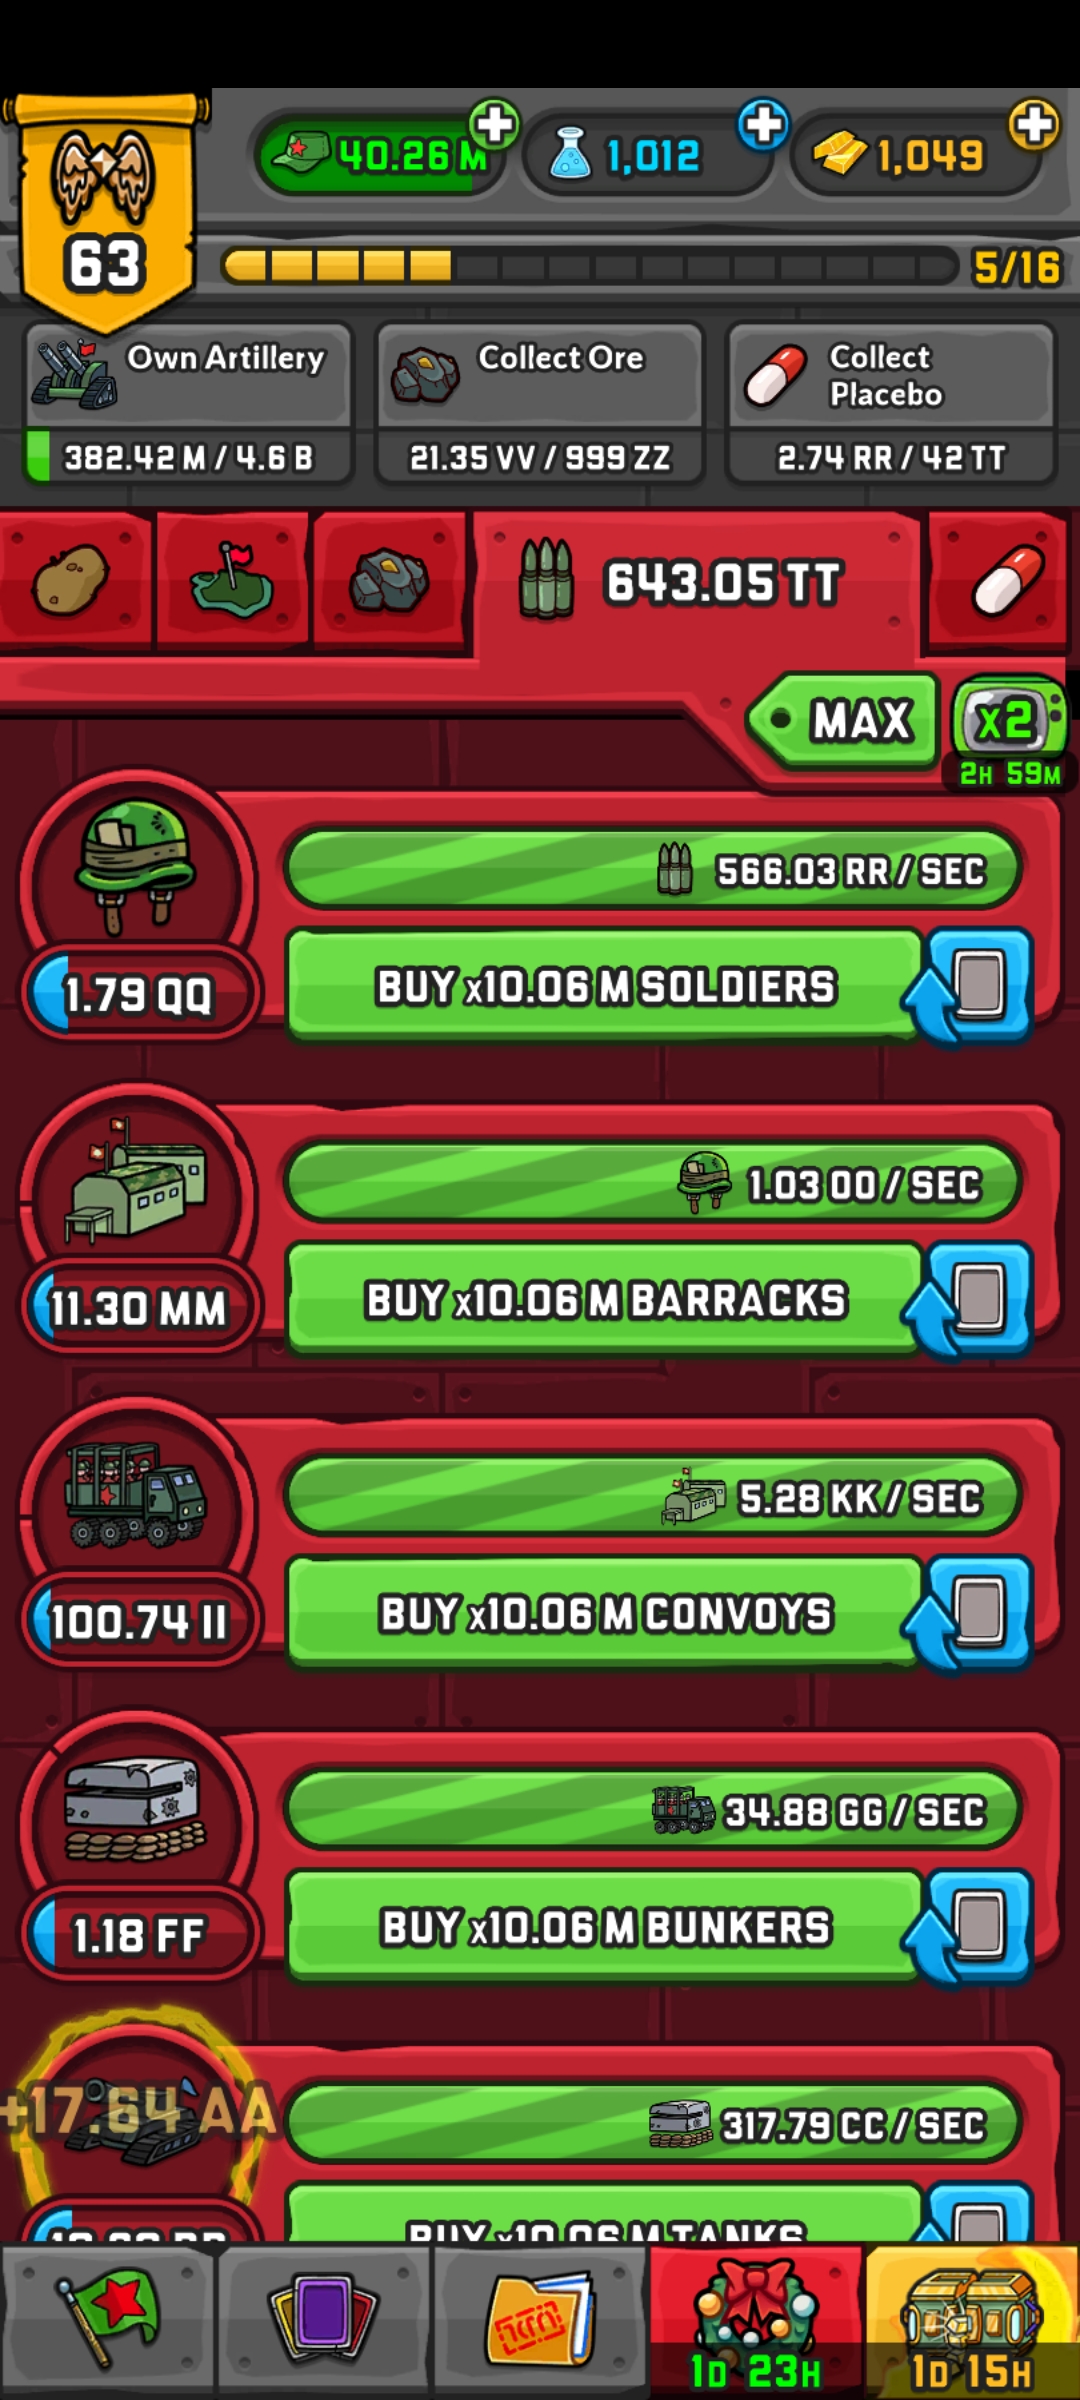 40.26 M
1,012
1,049
63
5/16
Own Artillery
382.42 M / 4.6 B
Collect Ore
21.35 VV / 999 ZZ
Collect
Placebo
2.74 RR / 42 TT
643.05 TT
MAX
x2
2H 59M
566.03 RR / SEC
1.79 QQ
BUY x10.06 M SOLDIERS
1.03 OO / SEC
11.30 MM
BUY x10.06 M BARRACKS
5.28 KK / SEC
100.74 II
BUY x10.06 M CONVOYS
34.88 GG / SEC
1.18 FF
BUY x10.06 M BUNKERS
+17.64 AA
317.79 CC / SEC
BUY x10.06 M TANKS
1D 23H
1D 15H